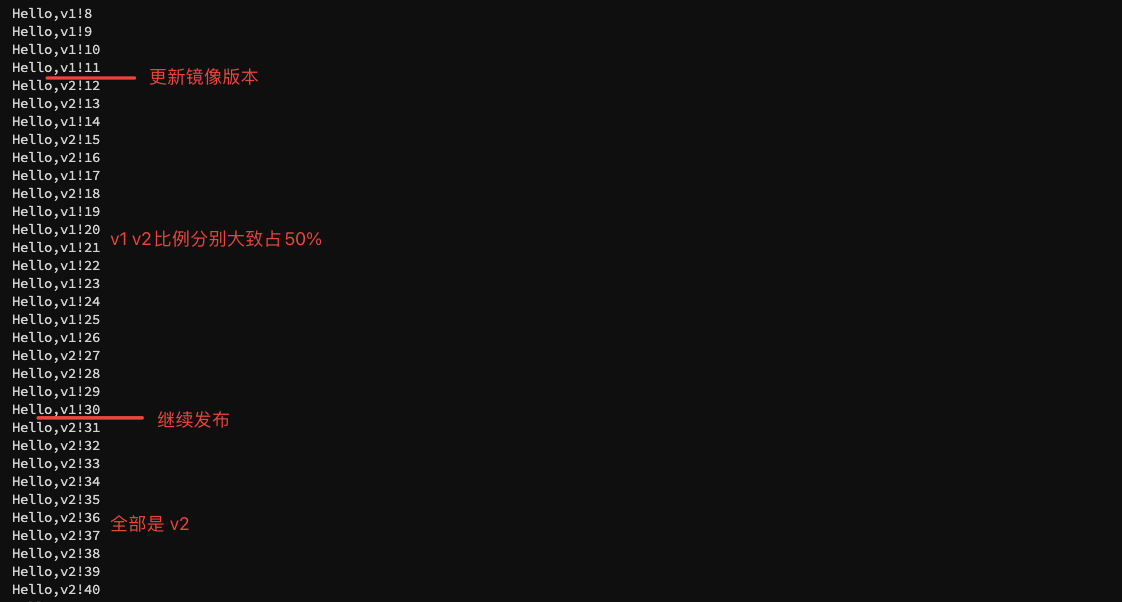 Hello,v1!8
Hello,v1!9
Hello,v1!10
Hello,v1!11
更新镜像版本
Hello,v2!12
Hello,v2!13
Hello,v1!14
Hello,v2!15
Hello,v2!16
Hello,v1!17
Hello,v2!18
Hello,v1!19
Hello,v1!20
v1 v2比例分别大致占50%
Hello,v1!21
Hello,v1!22
Hello,v1!23
Hello,v1!24
Hello,v1!25
Hello,v1!26
Hello,v2!27
Hello,v2!28
Hello,v1!29
Hello,v1!30
继续发布
Hello,v2!31
Hello,v2!32
Hello,v2!33
Hello,v2!34
Hello,v2!35
Hello,v2!36
全部是 v2
Hello,v2!37
Hello,v2!38
Hello,v2!39
Hello,v2!40